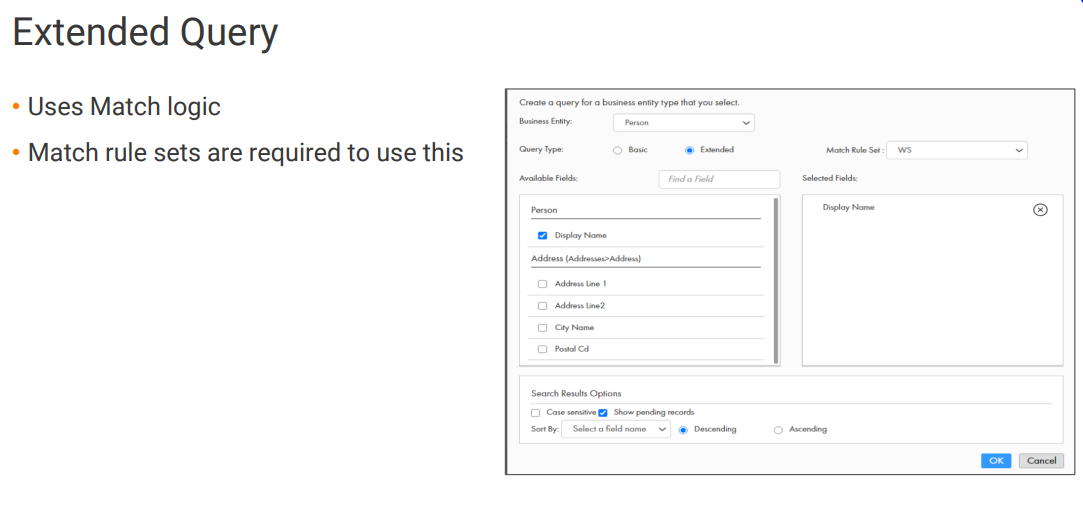 Extended Query
• Uses Match logic
• Match rule sets are required to use this
Create a query for a business entity type that you select.
Business Entity: Person
Query Type: Basic Extended Match Rule Set : WS
Available Fields: Find a Field Selected Fields:
Person
Display Name
Address (Addresses>Address)
Address Line 1
Address Line2
City Name
Postal Cd
Display Name
Search Results Options
Case sensitive Show pending records
Sort By: Select a field name Descending Ascending
OK Cancel